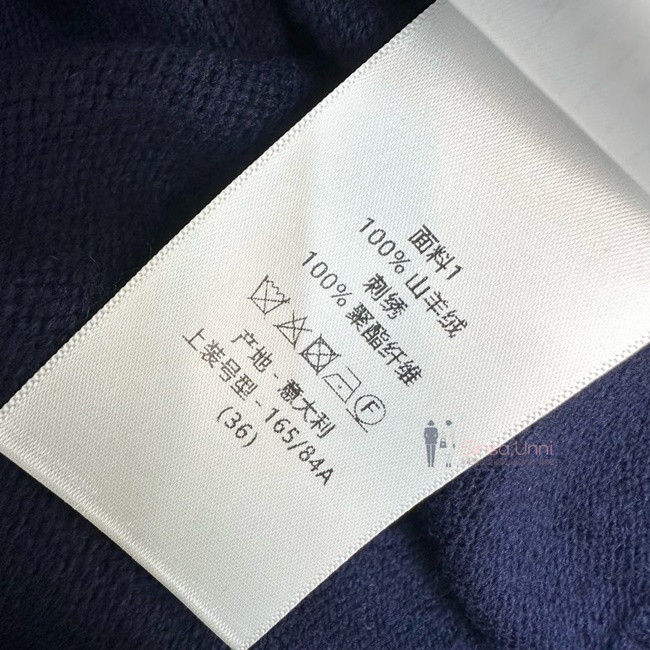 面料1
100% 山羊绒
刺绣
100% 聚酯纤维
F
产地 - 意大利
上装号型 - 165/84A
(36)